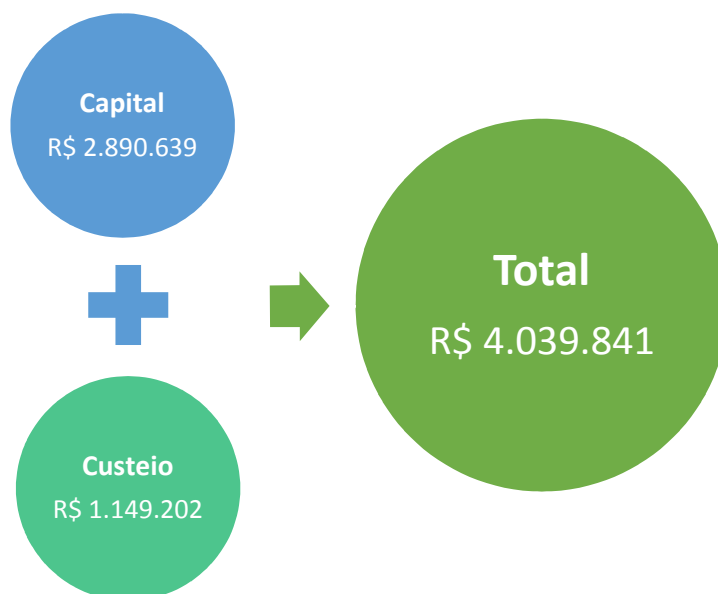 Capital
R$ 2.890.639
Custeio
R$ 1.149.202
Total
R$ 4.039.841